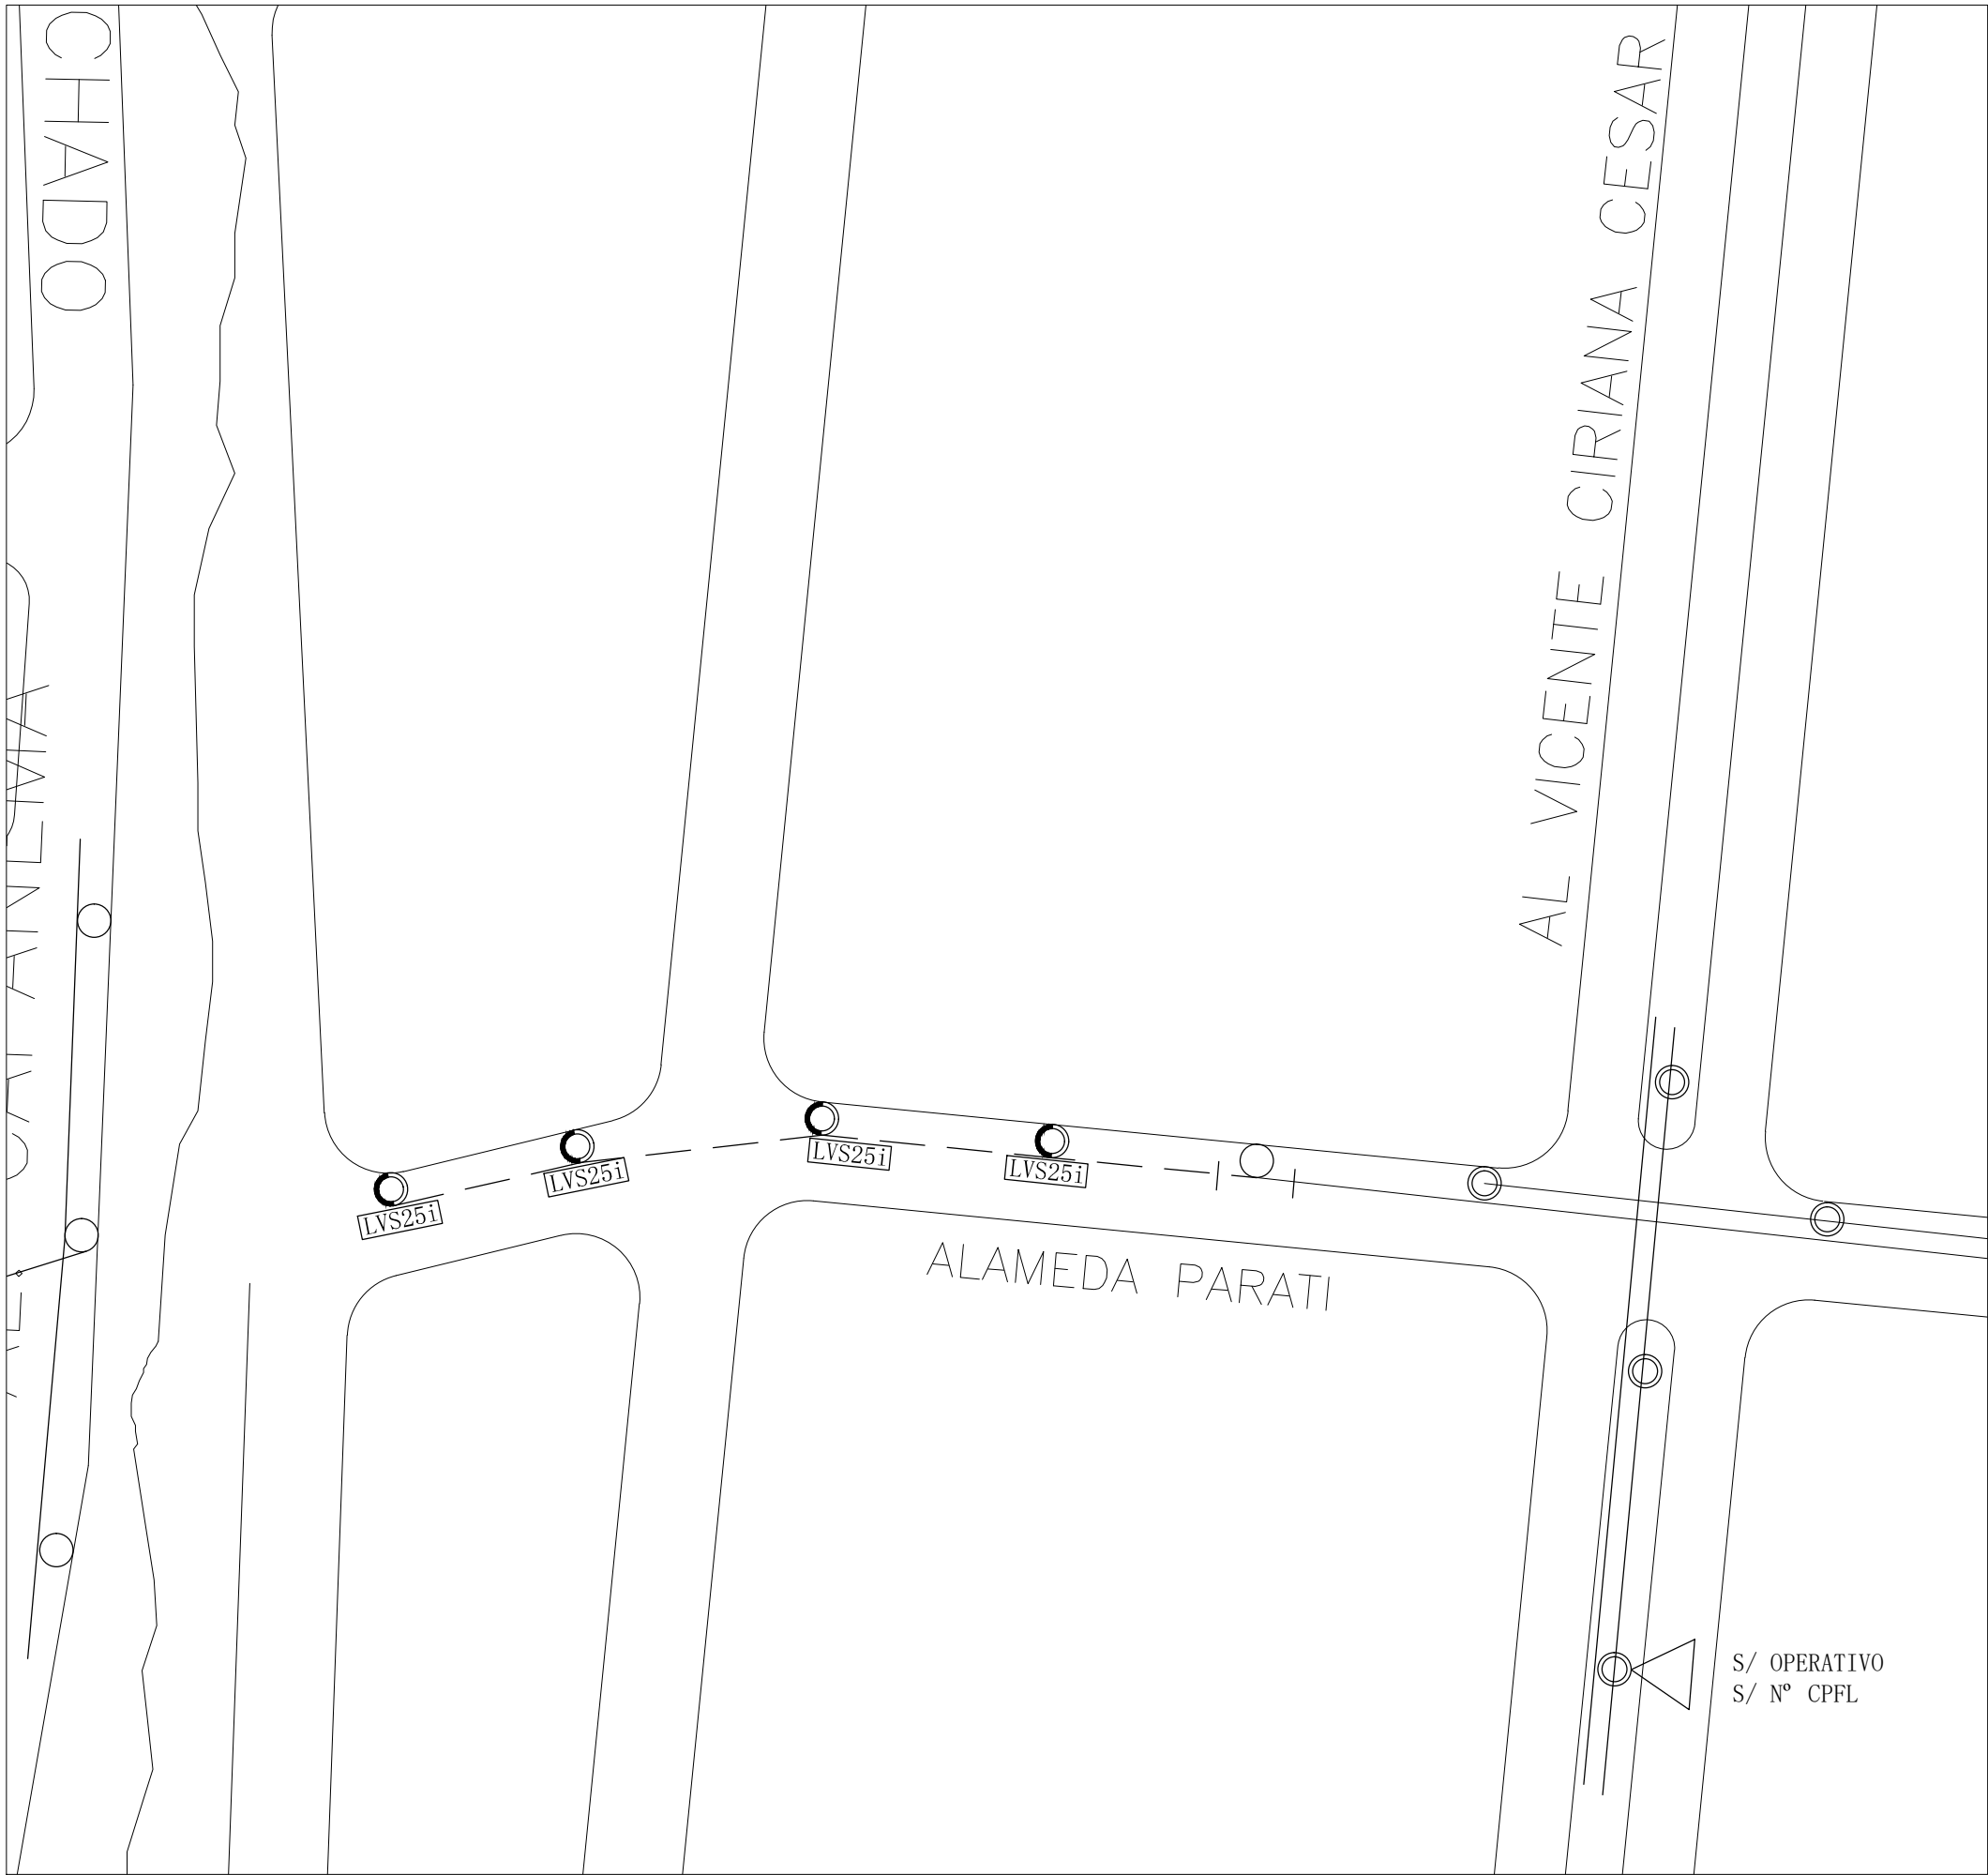 CHADO
AL VICENTE CIRIANA CESAR
LVS25i
LVS25i
LVS25i
LVS25i
ALAMEDA PARATI
S/ OPERATIVO
S/ Nº CPFL